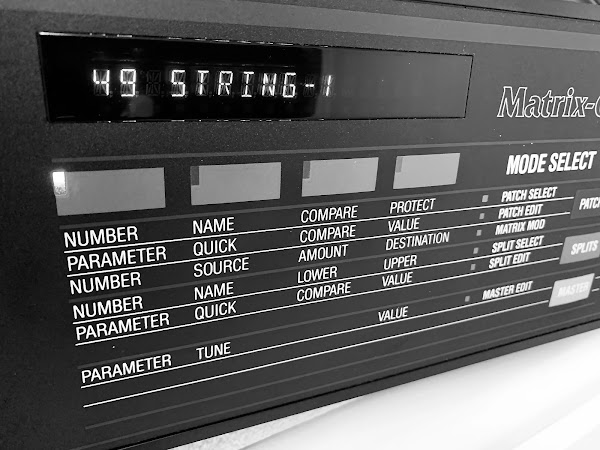 49 STRING-1
Matrix-6
MODE SELECT
NUMBER NAME COMPARE PROTECT PATCH SELECT
PARAMETER QUICK COMPARE VALUE PATCH EDIT PATCH
NUMBER SOURCE AMOUNT DESTINATION MATRIX MOD
NUMBER NAME LOWER UPPER SPLIT SELECT
PARAMETER QUICK COMPARE VALUE SPLIT EDIT SPLITS
PARAMETER TUNE VALUE MASTER EDIT MASTER